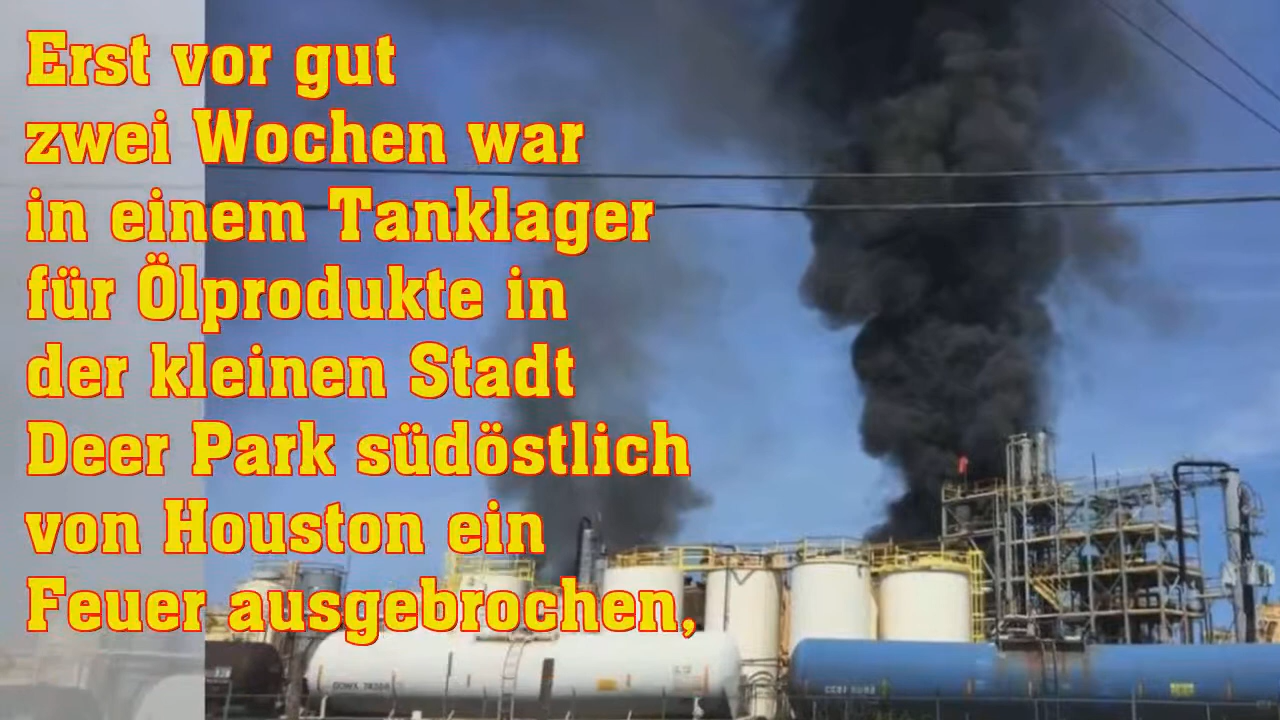 Erst vor gut
zwei Wochen war
in einem Tanklager
für Ölprodukte in
der kleinen Stadt
Deer Park südöstlich
von Houston ein
Feuer ausgebrochen,